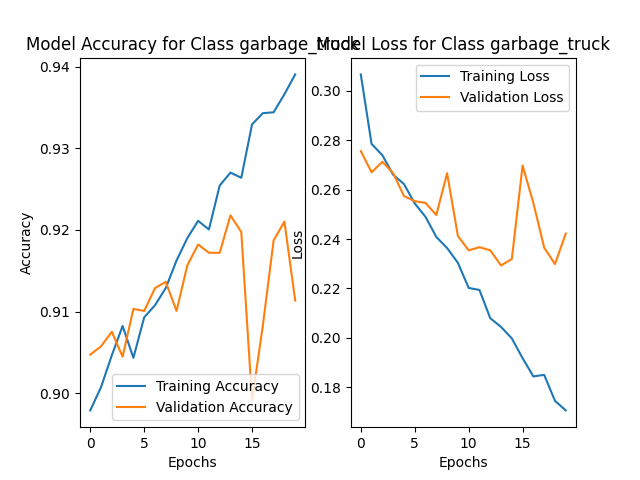 Model Accuracy for Class garbage_truck
Model Loss for Class garbage_truck
Accuracy
0.94
0.93
0.92
0.91
0.90
0
5
10
15
Epochs
Training Accuracy
Validation Accuracy
Loss
0.30
0.28
0.26
0.24
0.22
0.20
0.18
0
5
10
15
Epochs
Training Loss
Validation Loss